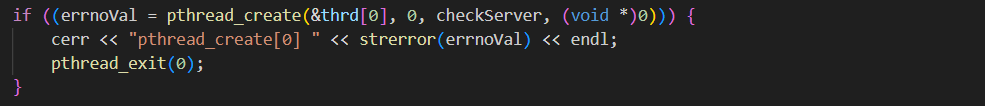 if ((errnoVal = pthread_create(&thrd[0], 0, checkServer, (void *)0))) {
    cerr << "pthread_create[0] " << strerror(errnoVal) << endl;
    pthread_exit(0);
}